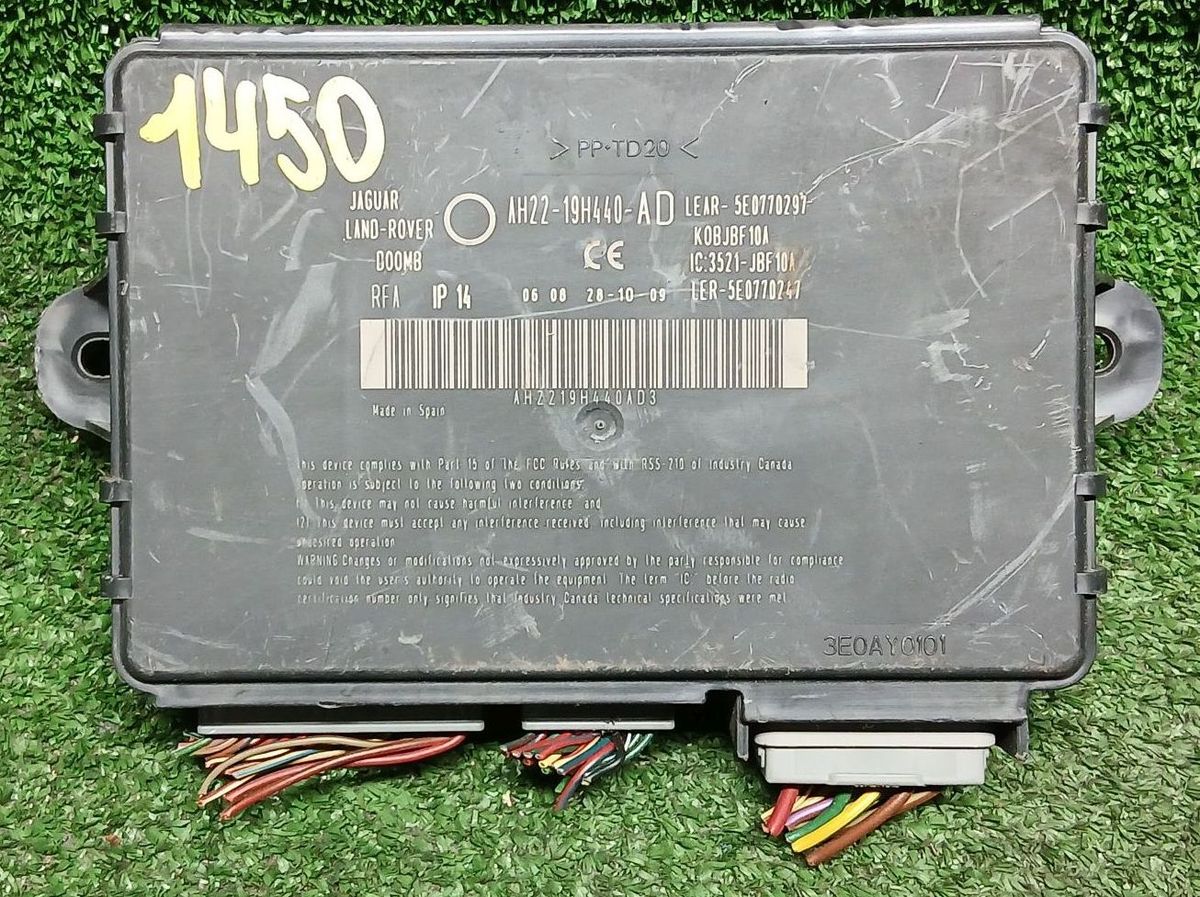 1450
>PP-TD20<
JAGUAR LAND-ROVER DOOMB
AH22-19H440-AD
LEAR- 5E0770297
KOBJBF10A
CE
IC:3521-JBF10A
RFA IP 14 06 08 28-10-09 LER-5E0770247
AH2219H440AD3
Made in Spain
This device complies with Part 15 of The FCC Rules and with RSS-210 of Industry Canada
operation is subject to the following two conditions
This device may not cause harmful interference and
(2) This device must accept any interference received, including interference that may cause
undesired operation
WARNING Changes or modifications not expressively approved by the party responsible for compliance
could void the user's authority to operate the equipment. The term "IC" before the radio
certification number only signifies that Industry Canada technical specifications were met
3E0AY0101